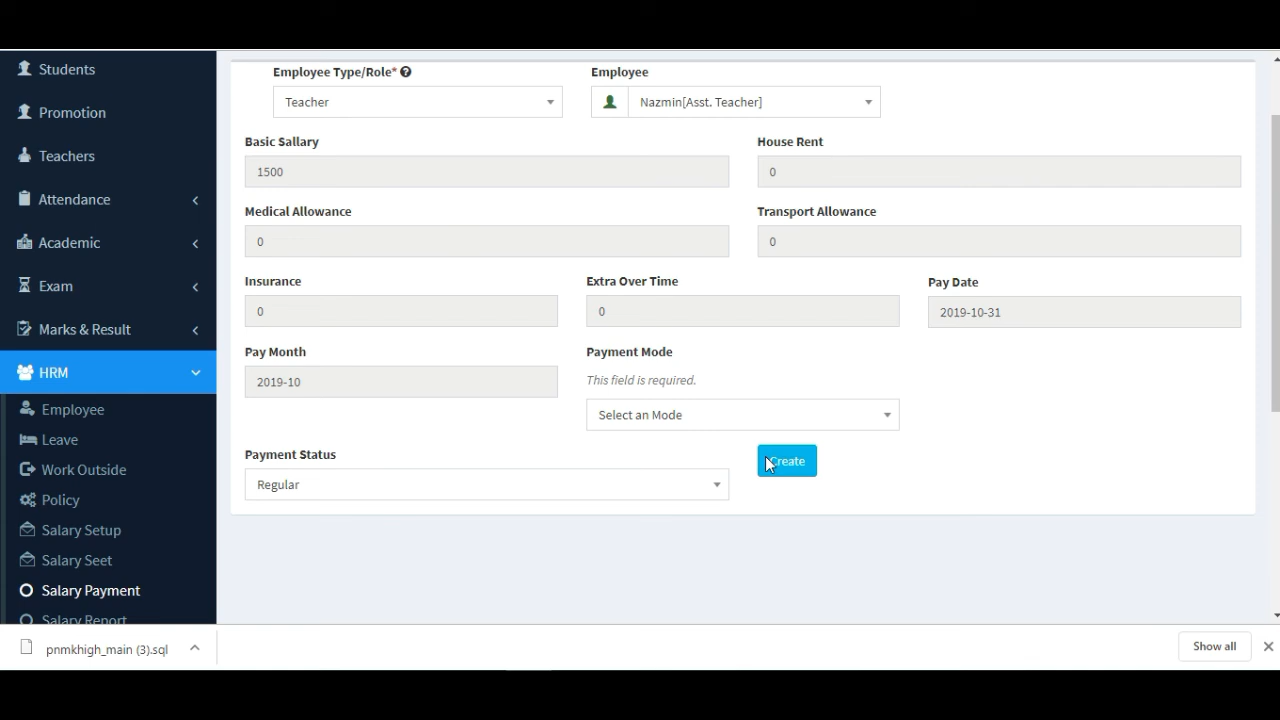 Students
Promotion
Teachers
Attendance
Academic
Exam
Marks & Result
HRM
Employee
Leave
Work Outside
Policy
Salary Setup
Salary Seet
Salary Payment
Salary Report
Employee Type/Role*
Employee
Teacher
Nazmin[Asst. Teacher]
Basic Sallary
House Rent
1500
0
Medical Allowance
Transport Allowance
0
0
Insurance
Extra Over Time
Pay Date
0
0
2019-10-31
Pay Month
Payment Mode
2019-10
This field is required.
Select an Mode
Payment Status
Create
Regular
pnmkhigh_main (3).sql
Show all